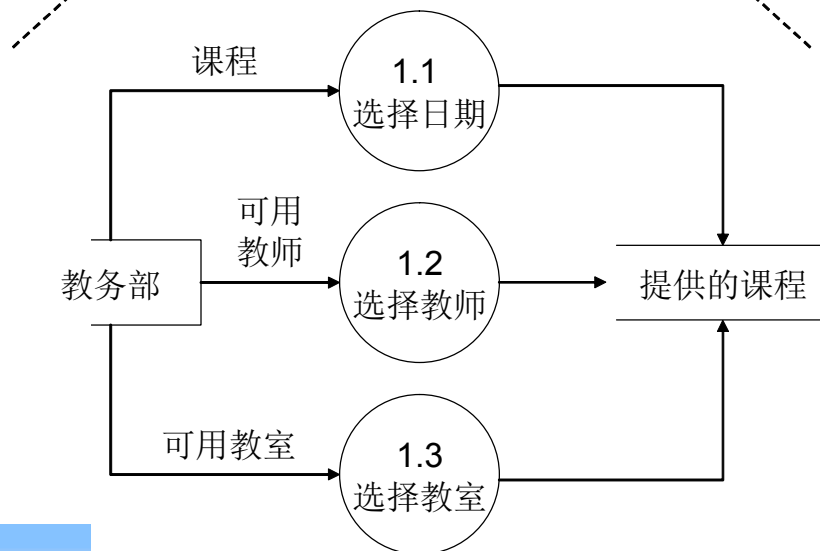 课程
1.1
选择日期
可用
教师
教务部
1.2
选择教师
提供的课程
可用教室
1.3
选择教室